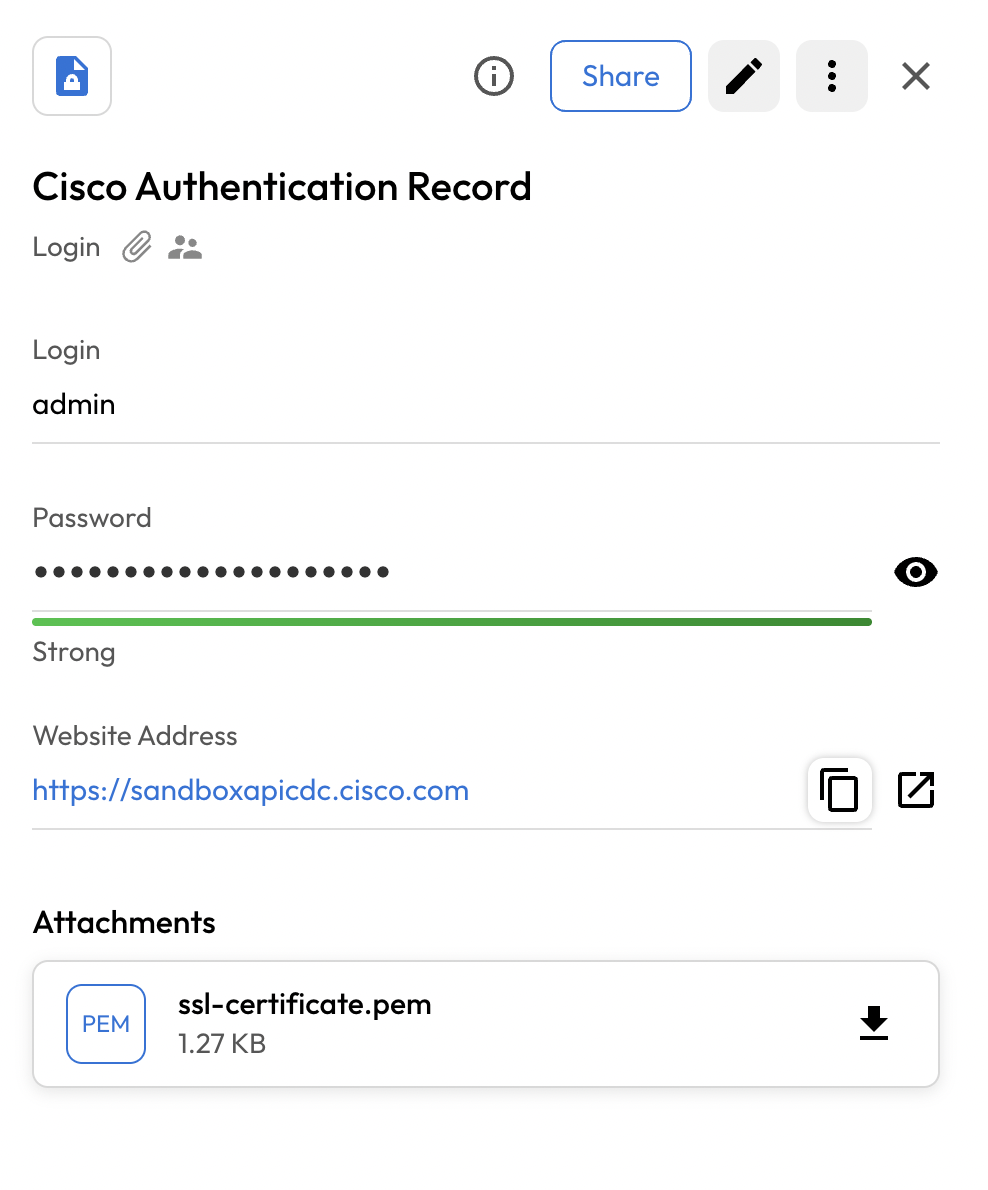 Share
Cisco Authentication Record
Login
Login
admin
Password
•••••••••••••••••••• 
Strong
Website Address
https://sandboxapicdc.cisco.com
Attachments
PEM
ssl-certificate.pem
1.27 KB